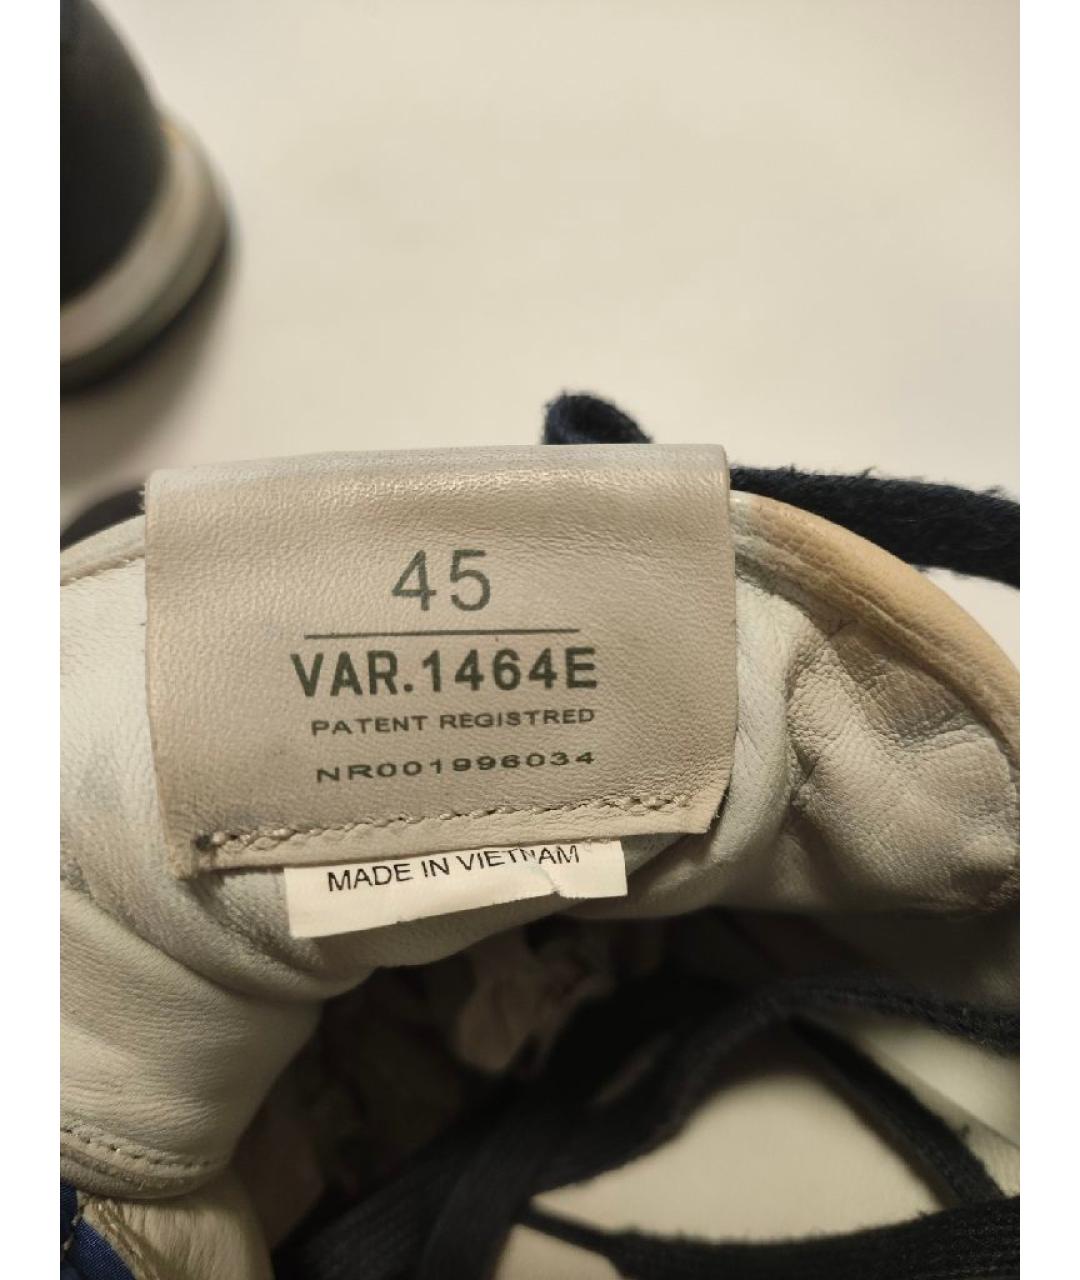 45
VAR.1464E
PATENT REGISTRED
NR001996034
MADE IN VIETNAM